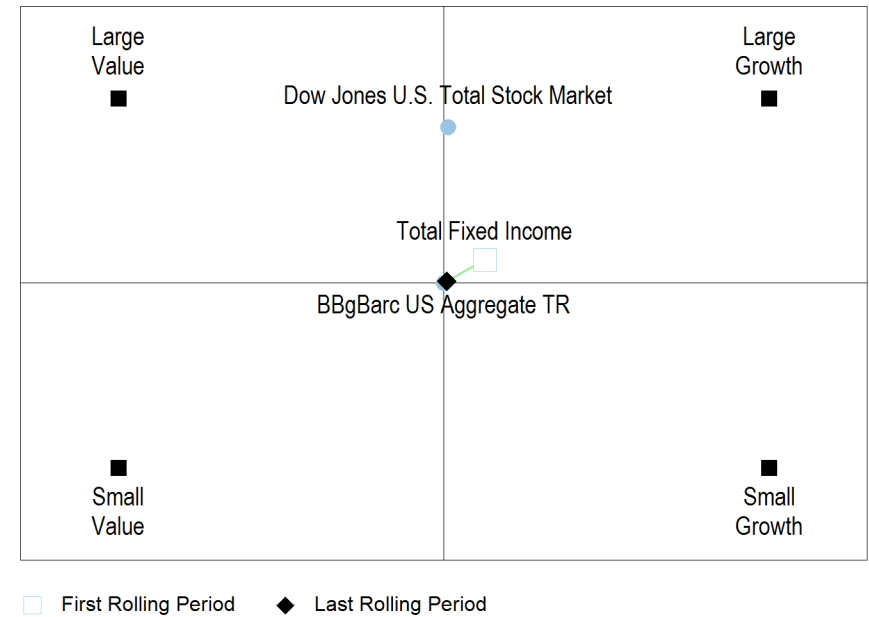 Large
Value
Large
Growth
Dow Jones U.S. Total Stock Market
Total Fixed Income
BBgBarc US Aggregate TR
Small
Value
Small
Growth
First Rolling Period
Last Rolling Period